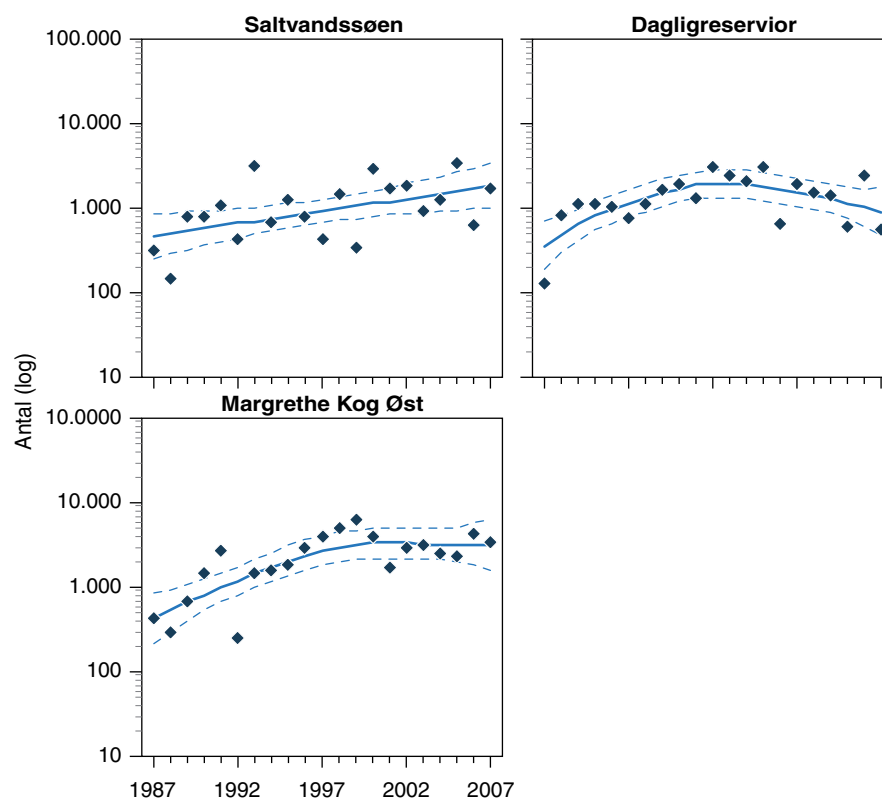 Saltvandssøen
Dagligreservior
100.000
10.000
1.000
100
10
Antal (log)
Margrethe Kog Øst
10.0000
10.000
1.000
100
10
1987 1992 1997 2002 2007